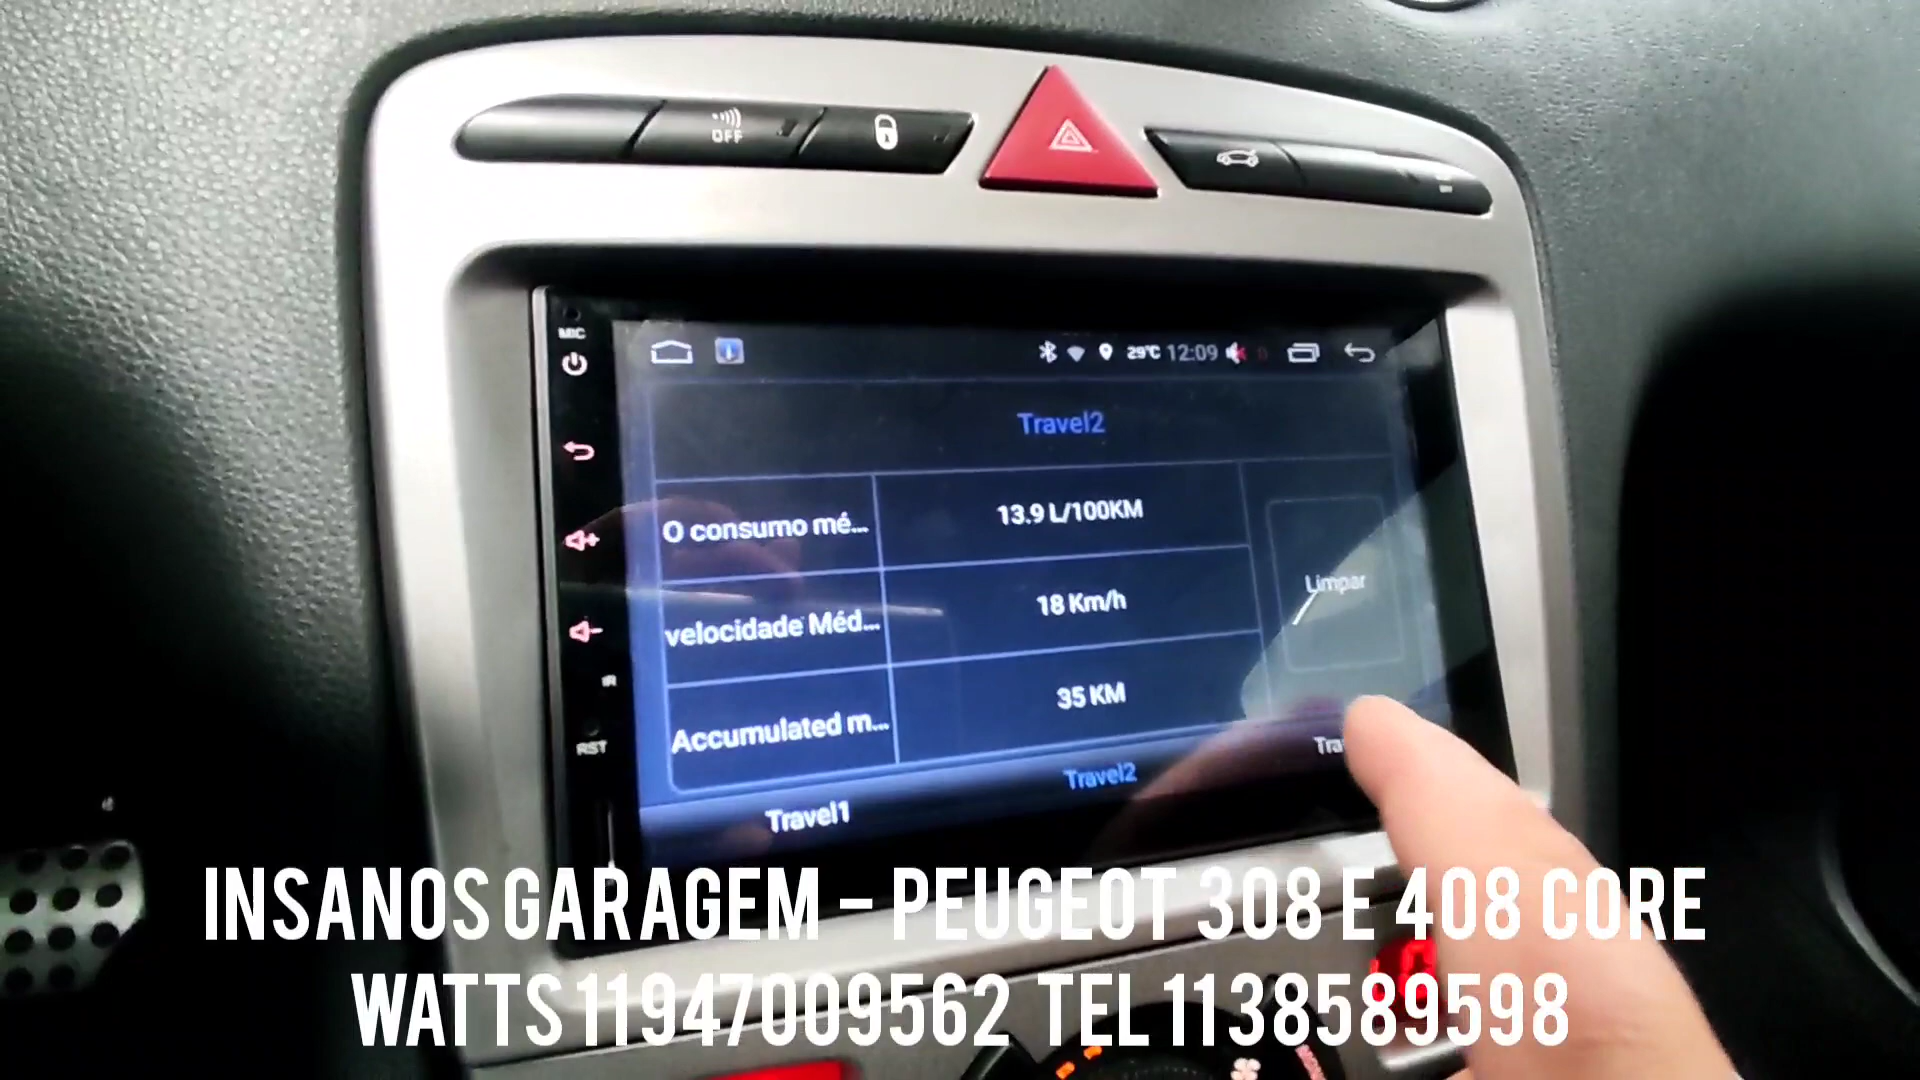 OFF
MIC
29°C 12:09
Travel2
O consumo mé... 13.9 L/100KM
velocidade Méd... 18 Km/h
Limpar
IR
Accumulated m... 35 KM
RST
Travel1 Travel2
INSANOS GARAGEM - PEUGEOT 308 E 408 CORE
WATTS 11947009562 TEL 1138589598